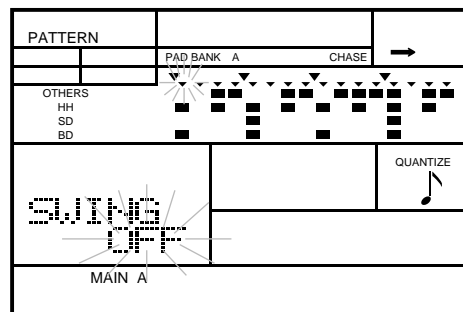 PATTERN
PAD BANK A CHASE
OTHERS
HH
SD
BD
QUANTIZE
SWING
OFF
MAIN A